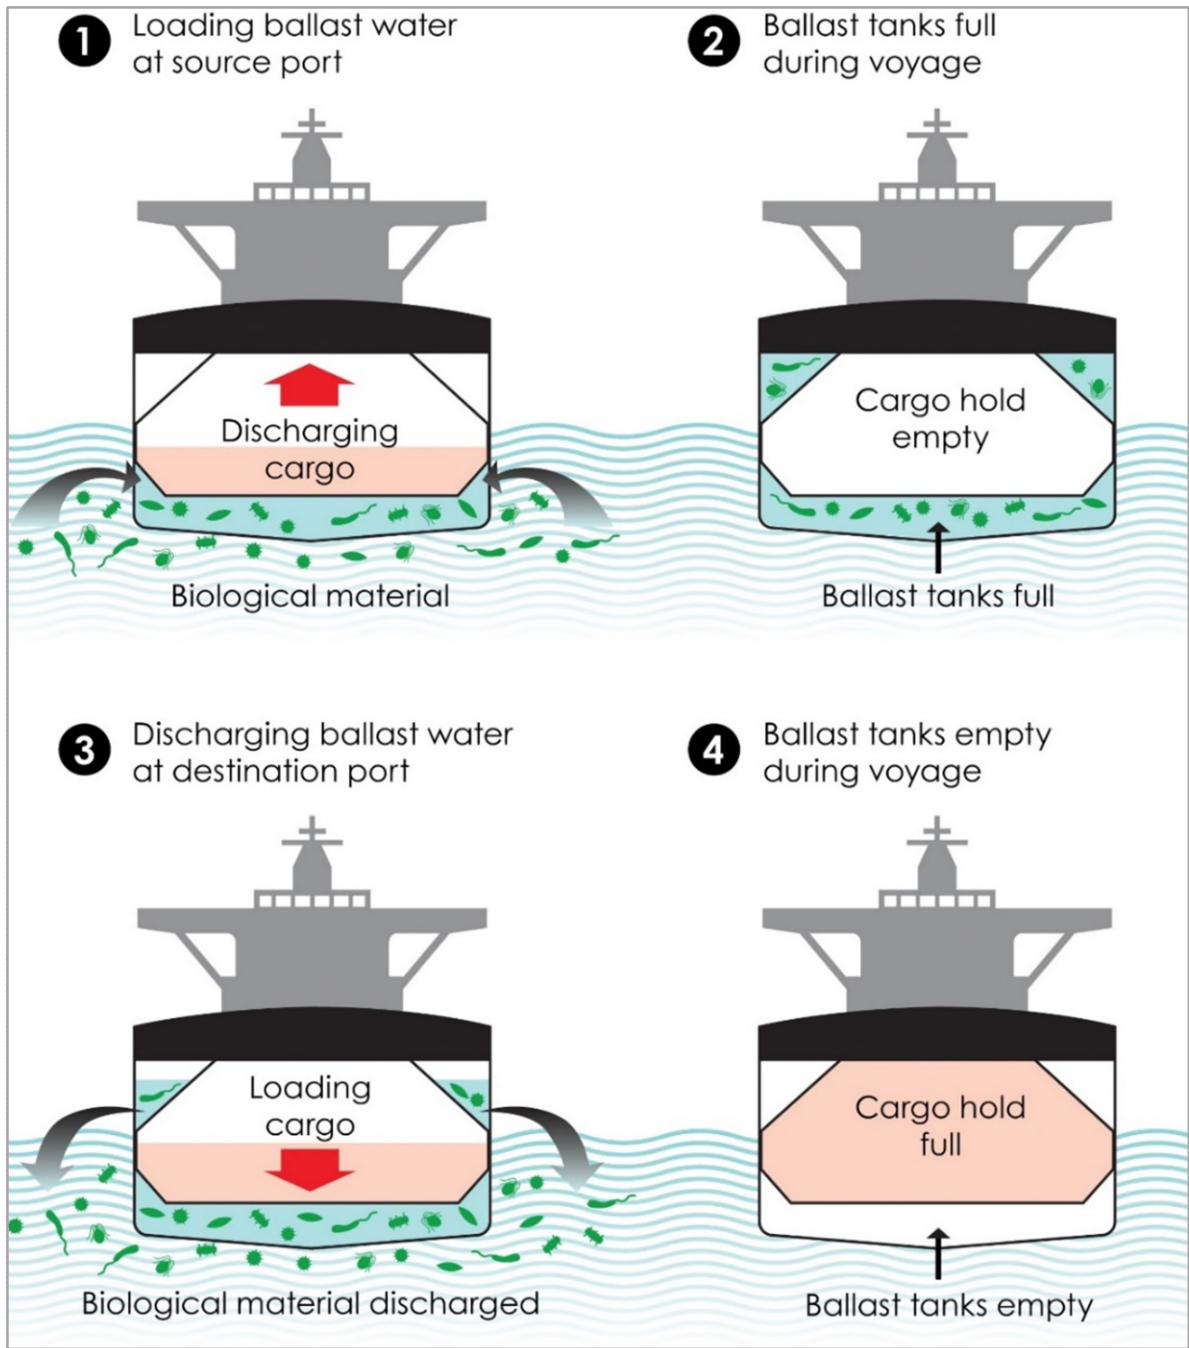 1 Loading ballast water
at source port
2 Ballast tanks full
during voyage
Discharging
cargo
Biological material
Cargo hold
empty
Ballast tanks full
3 Discharging ballast water
at destination port
4 Ballast tanks empty
during voyage
Loading
cargo
Biological material discharged
Cargo hold
full
Ballast tanks empty